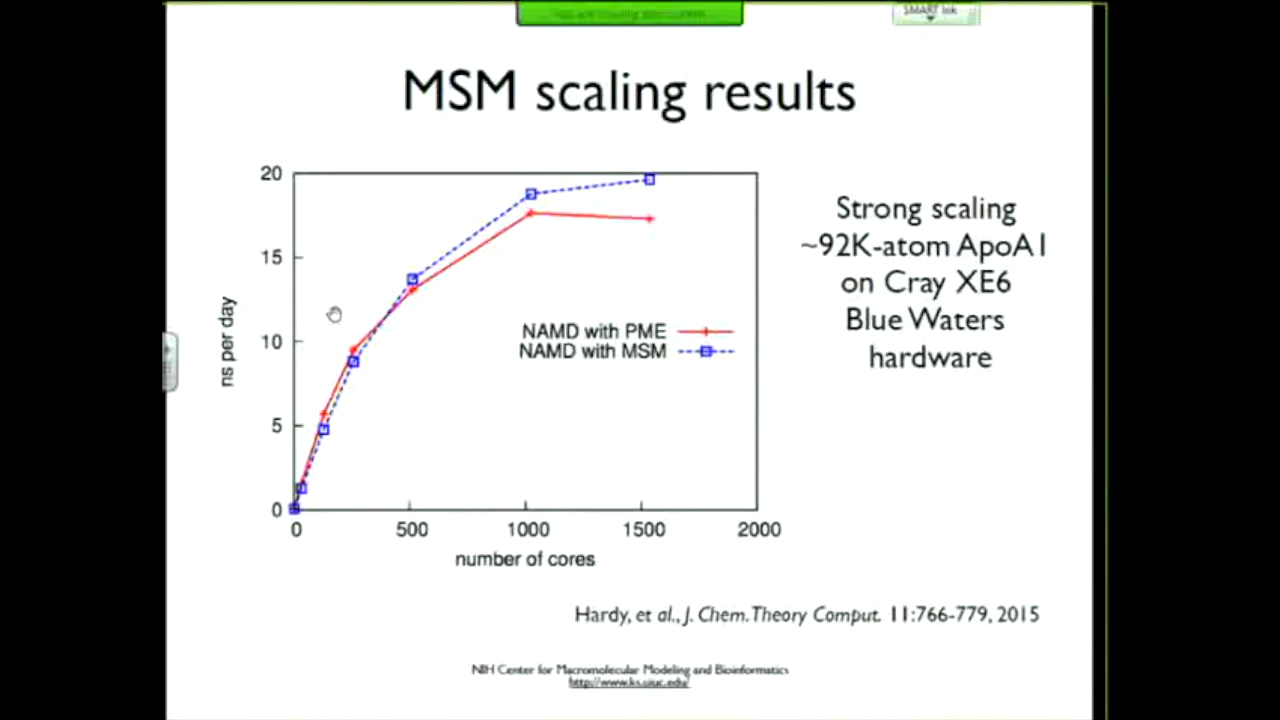 SMART Ink
MSM scaling results
20
15
10
5
0
ns per day
0 500 1000 1500 2000
number of cores
NAMD with PME
NAMD with MSM
Strong scaling
~92K-atom ApoA1
on Cray XE6
Blue Waters
hardware
Hardy, et al., J. Chem. Theory Comput. 11:766-779, 2015
NIH Center for Macromolecular Modeling and Bioinformatics
http://www.ks.uiuc.edu/